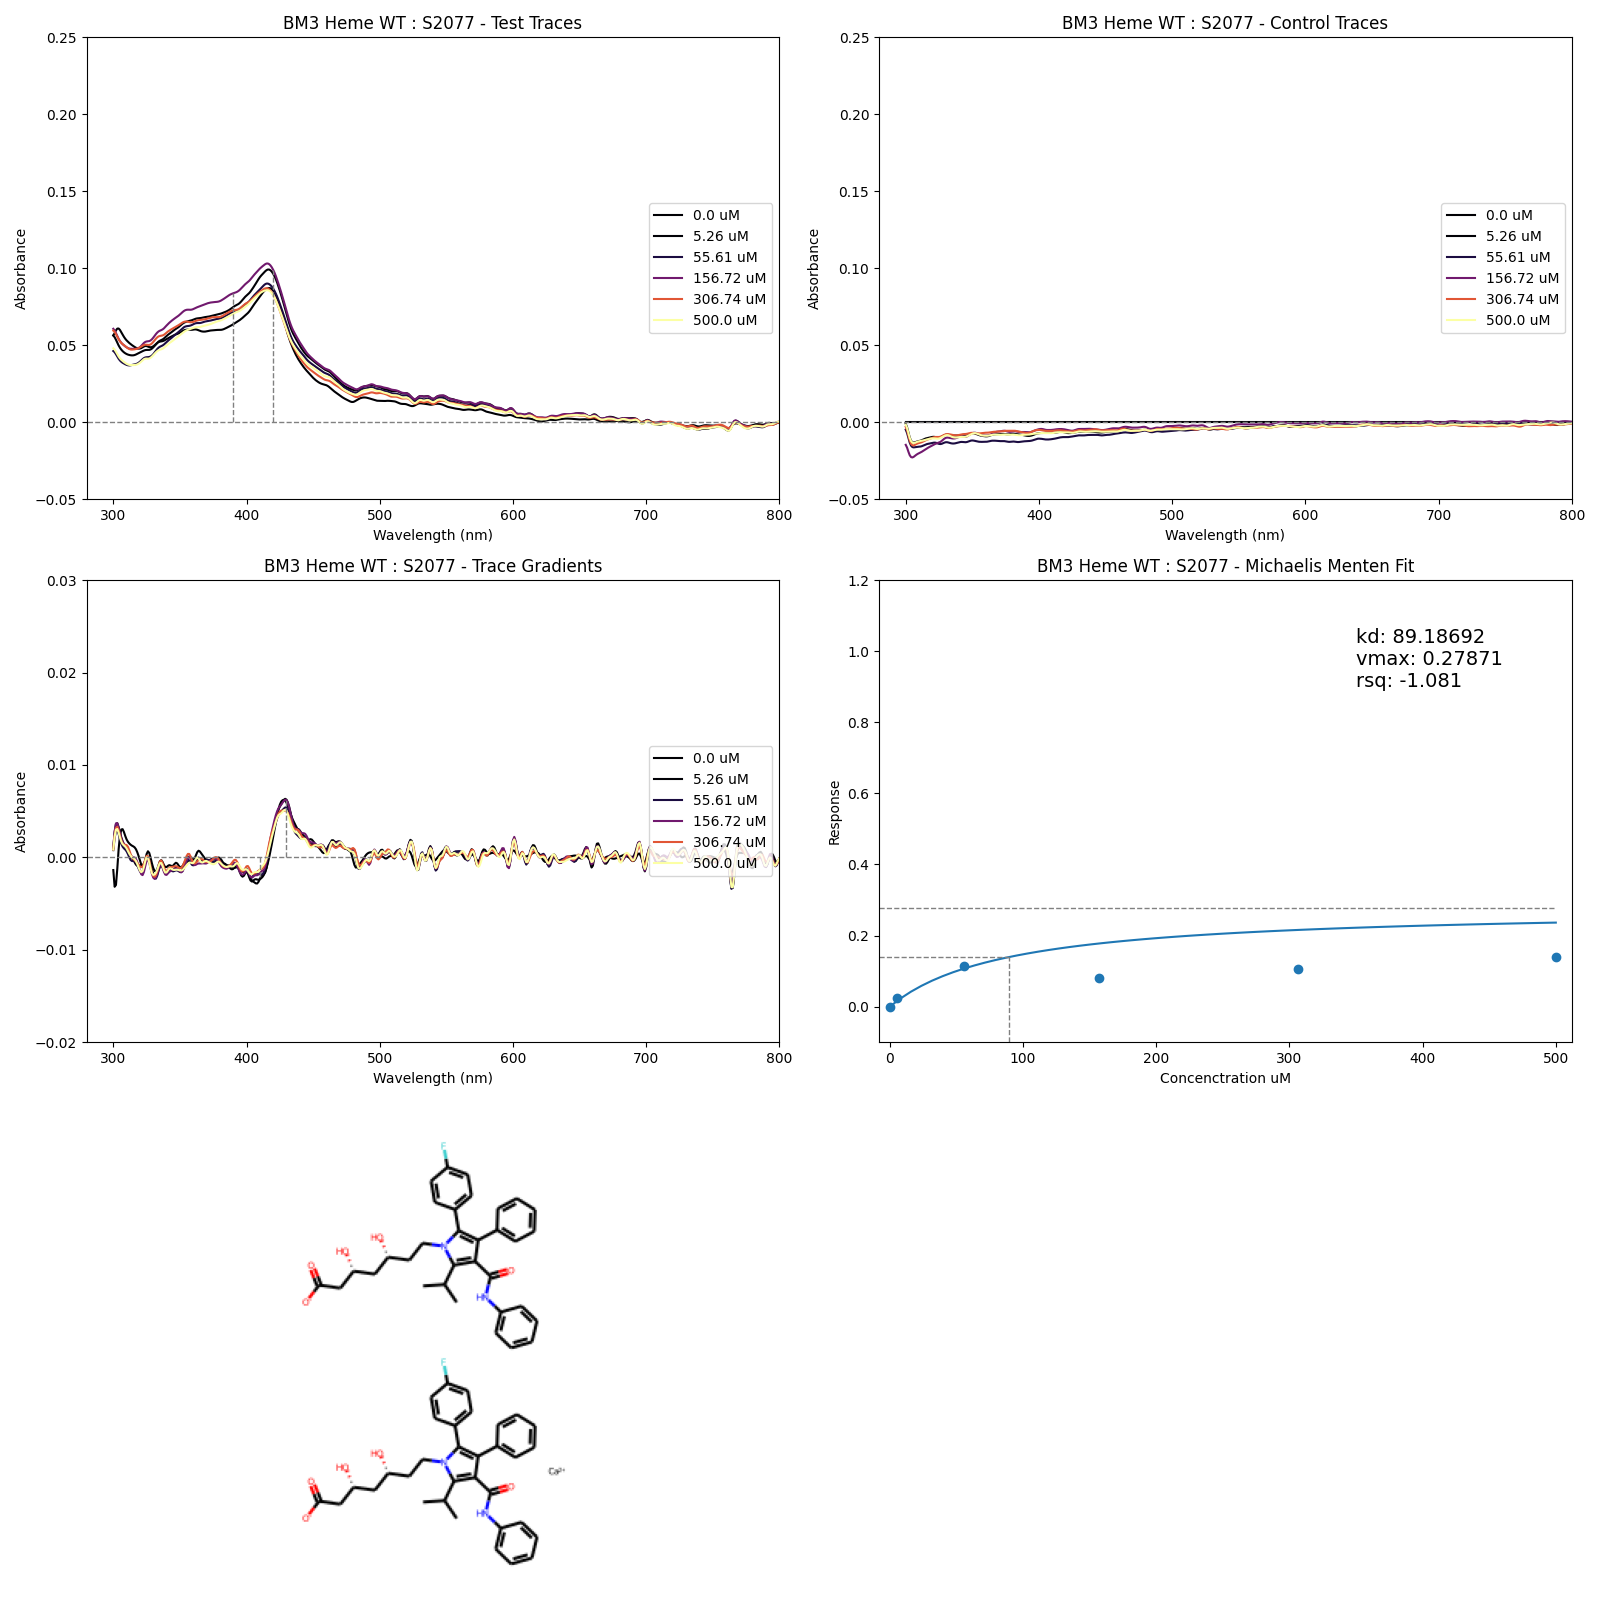 BM3 Heme WT : S2077 - Test Traces
0.25
0.20
0.15
0.10
0.05
0.00
−0.05
Absorbance
300 400 500 600 700 800
Wavelength (nm)
0.0 uM
5.26 uM
55.61 uM
156.72 uM
306.74 uM
500.0 uM
BM3 Heme WT : S2077 - Control Traces
0.25
0.20
0.15
0.10
0.05
0.00
−0.05
Absorbance
300 400 500 600 700 800
Wavelength (nm)
0.0 uM
5.26 uM
55.61 uM
156.72 uM
306.74 uM
500.0 uM
BM3 Heme WT : S2077 - Trace Gradients
0.03
0.02
0.01
0.00
−0.01
−0.02
Absorbance
300 400 500 600 700 800
Wavelength (nm)
0.0 uM
5.26 uM
55.61 uM
156.72 uM
306.74 uM
500.0 uM
BM3 Heme WT : S2077 - Michaelis Menten Fit
1.2
1.0
0.8
0.6
0.4
0.2
0.0
Response
0 100 200 300 400 500
Concenctration uM
kd: 89.18692
vmax: 0.27871
rsq: -1.081
F
HO
HO
N
O
O
O
HN
F
HO
HO
N
Ca²⁺
O
O
O
HN